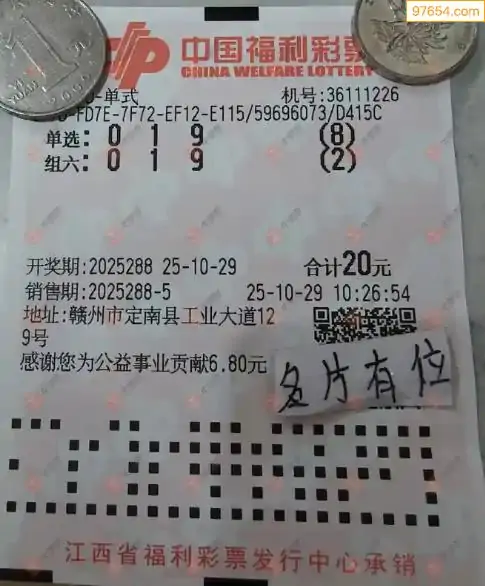 97654.com
中国福利彩票
CHINA WELFARE LOTTERY
D-单式 机号:36111226
-FD7E-7F72-EF12-E115/59696073/D415C
单选: 0 1 9 (8)
组六: 0 1 9 (2)
开奖期:2025288 25-10-29 合计20元
销售期:2025288-5 25-10-29 10:26:54
地址:赣州市定南县工业大道12
9号
感谢您为公益事业贡献6.80元
名片有位
江西省福利彩票发行中心承销